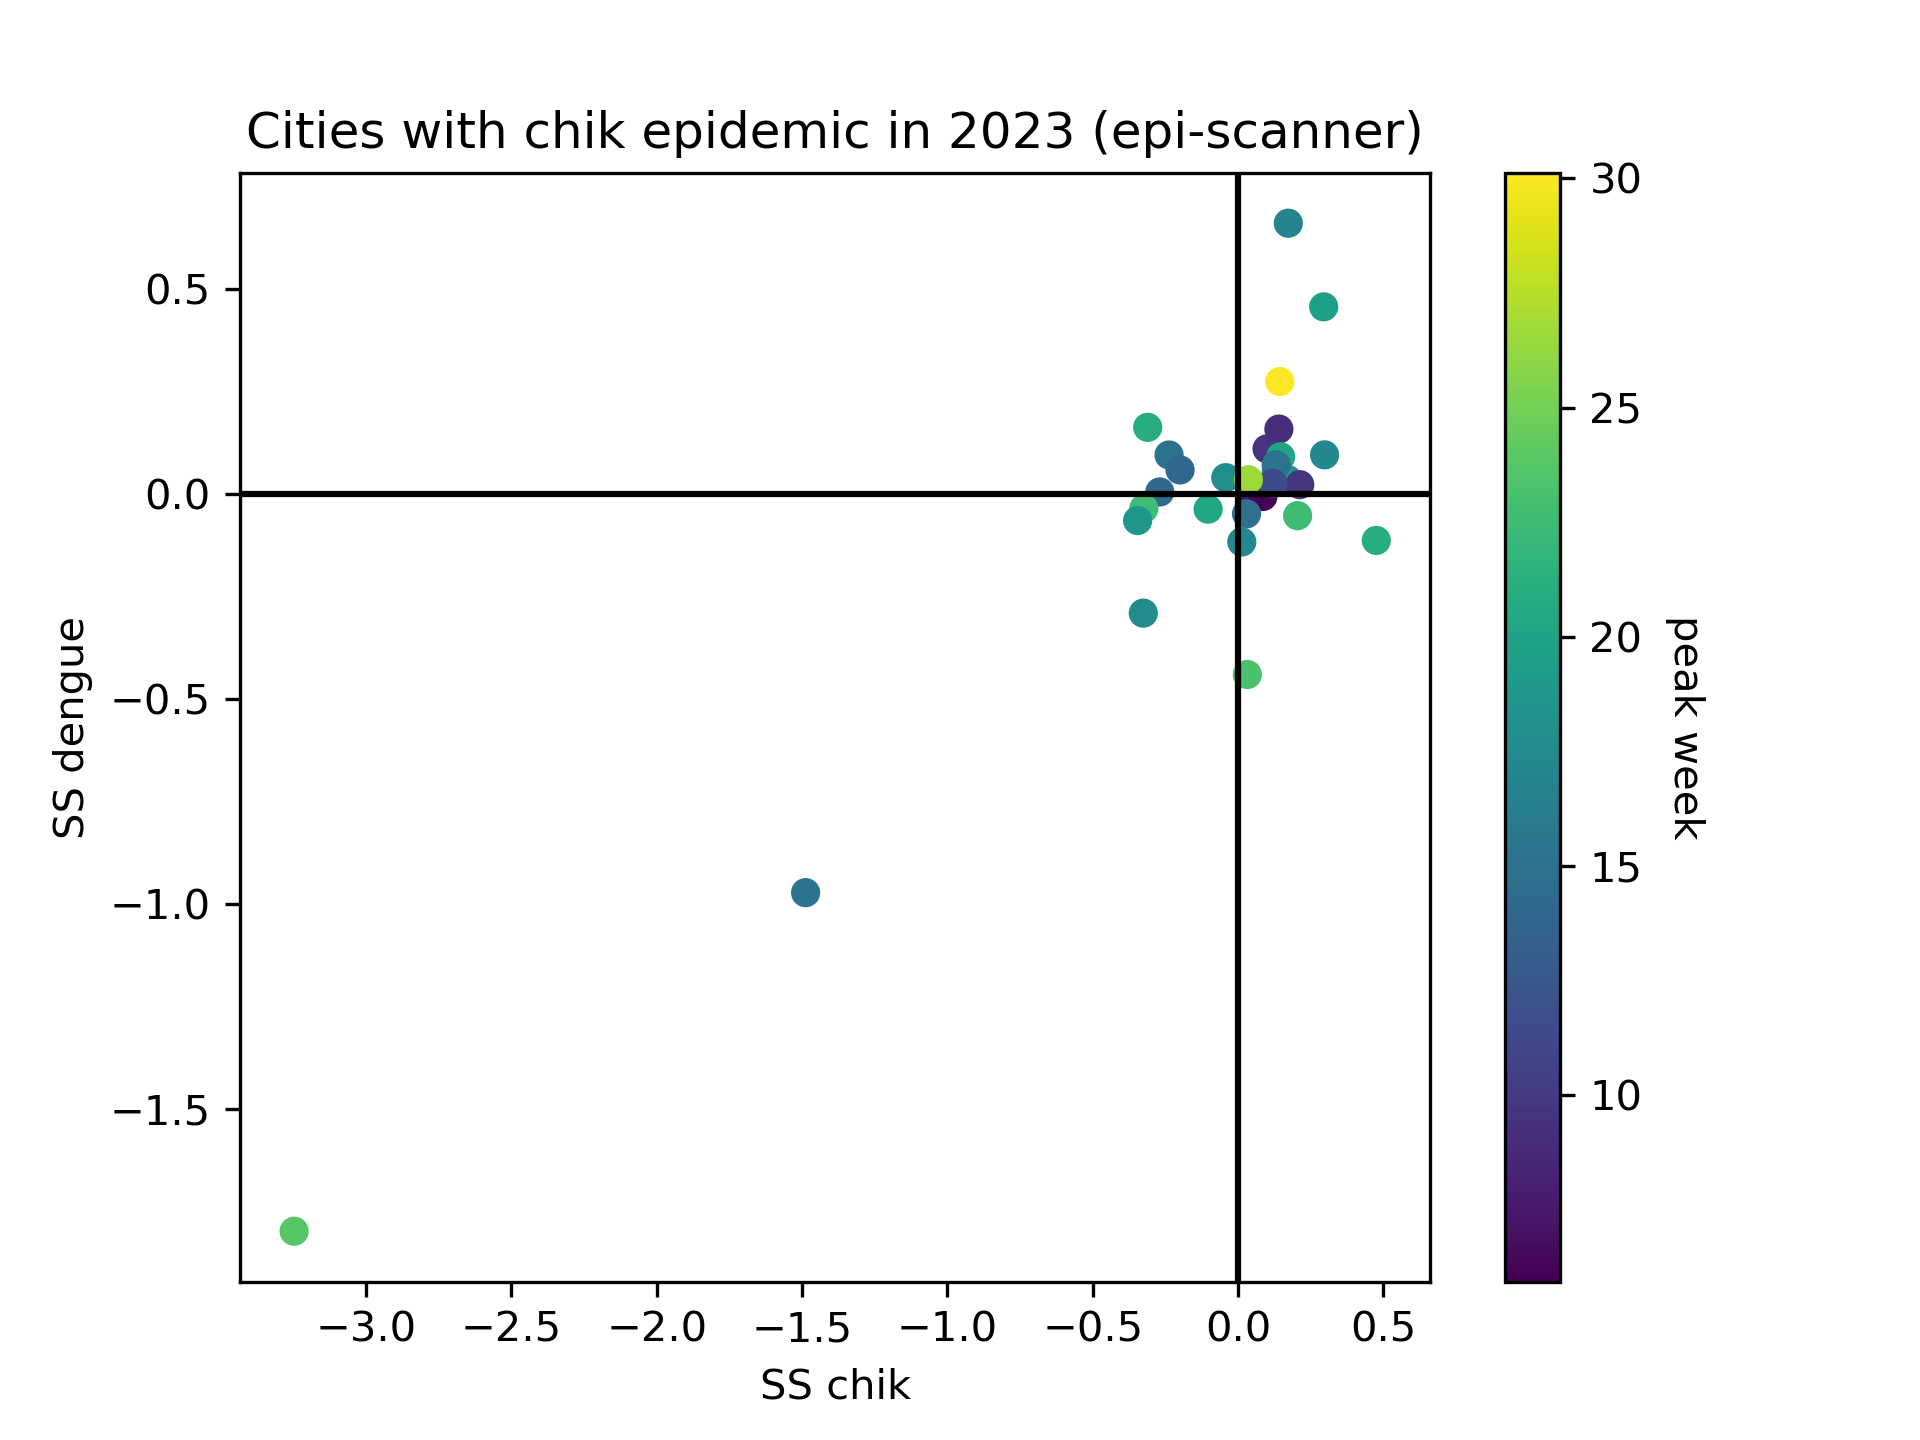 Cities with chik epidemic in 2023 (epi-scanner)
0.5
0.0
−0.5
−1.0
−1.5
SS dengue
−3.0 −2.5 −2.0 −1.5 −1.0 −0.5 0.0 0.5
SS chik
30
25
20
15
10
peak week